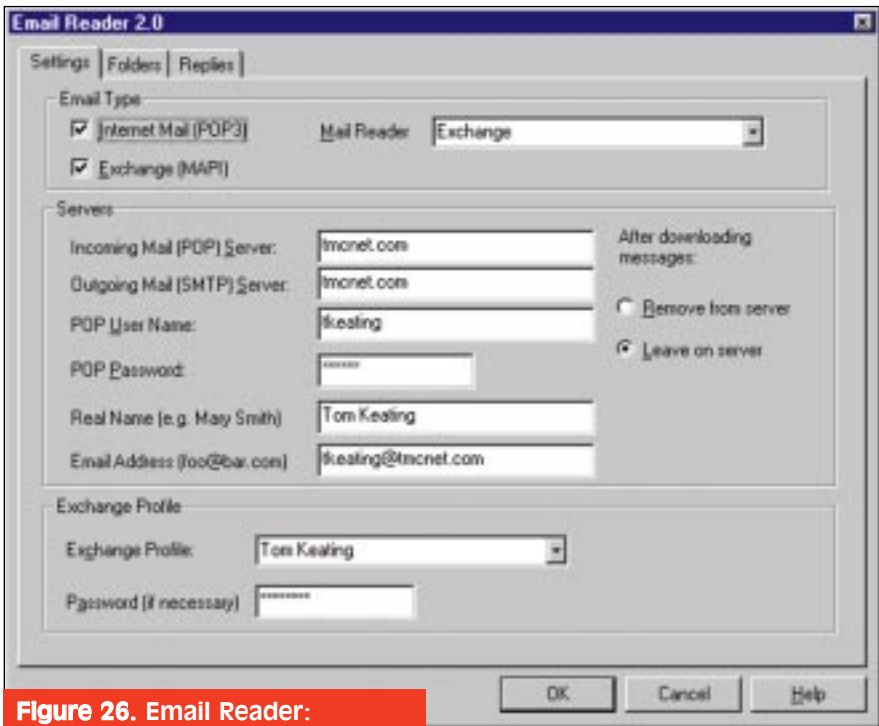 Email Reader 2.0
Settings Folders Replies
Email Type
Internet Mail (POP3)
Mail Reader Exchange
Exchange (MAPI)
Servers
Incoming Mail (POP) Server: tmcnet.com
Outgoing Mail (SMTP) Server: tmcnet.com
POP User Name: tkeating
POP Password:
Real Name (e.g. Mary Smith) Tom Keating
Email Address (foo@bar.com) tkeating@tmcnet.com
After downloading
messages:
Remove from server
Leave on server
Exchange Profile
Exchange Profile: Tom Keating
Password (if necessary)
OK Cancel Help
Figure 26. Email Reader: